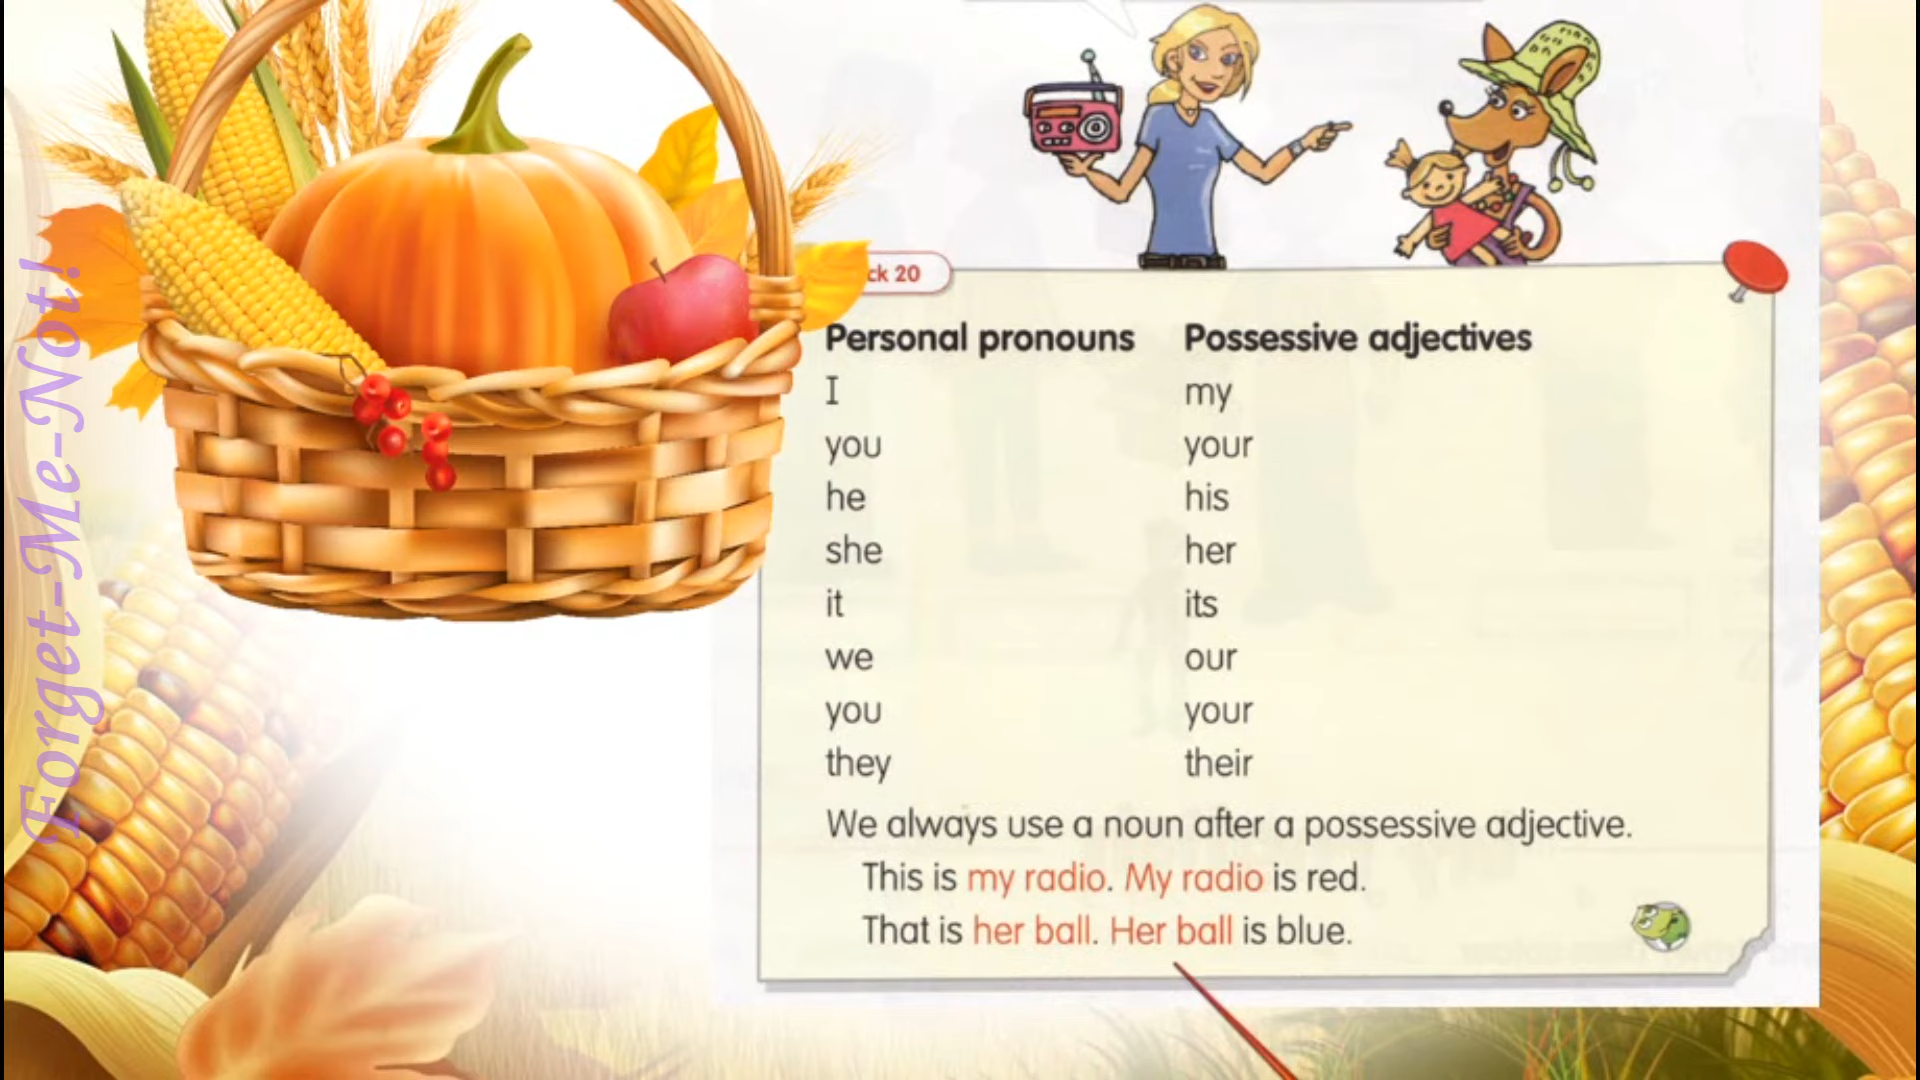 Forget-Me-Not!
ck 20
Personal pronouns Possessive adjectives
I my
you your
he his
she her
it its
we our
you your
they their
We always use a noun after a possessive adjective.
This is my radio. My radio is red.
That is her ball. Her ball is blue.